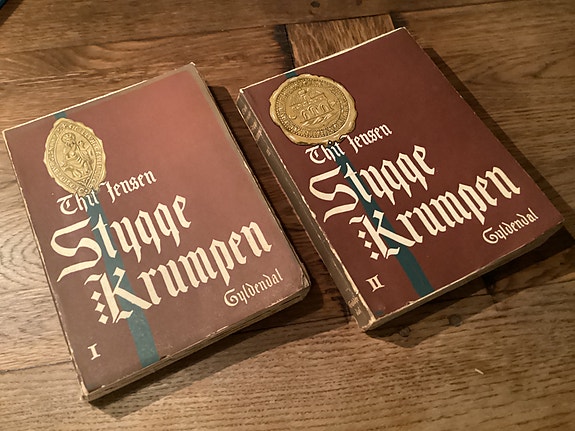 Thit Jensen
Stygge
Krumpen
Gyldendal
I
Thit Jensen
Stygge
Krumpen
Gyldendal
II